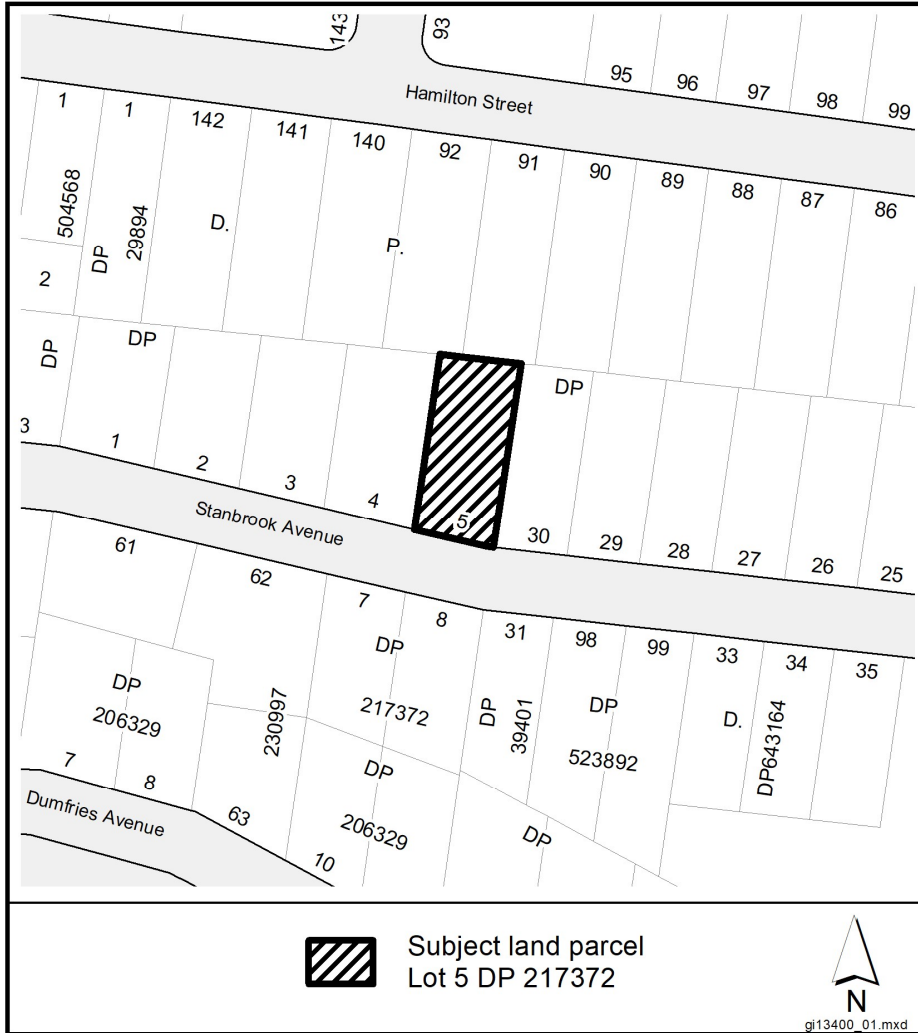 143
93
95
96
97
98
99
Hamilton Street
1
1
142
141
140
92
91
90
89
88
87
86
504568
DP
29894
D.
P.
2
DP
DP
DP
3
1
2
3
4
5
30
29
28
27
26
25
Stanbrook Avenue
61
62
7
8
31
98
99
33
34
35
DP
206329
230997
DP
217372
DP
39401
DP
523892
D.
DP643164
7
8
63
10
DP
206329
DP
Dumfries Avenue
Subject land parcel
Lot 5 DP 217372
N
gi13400_01.mxd